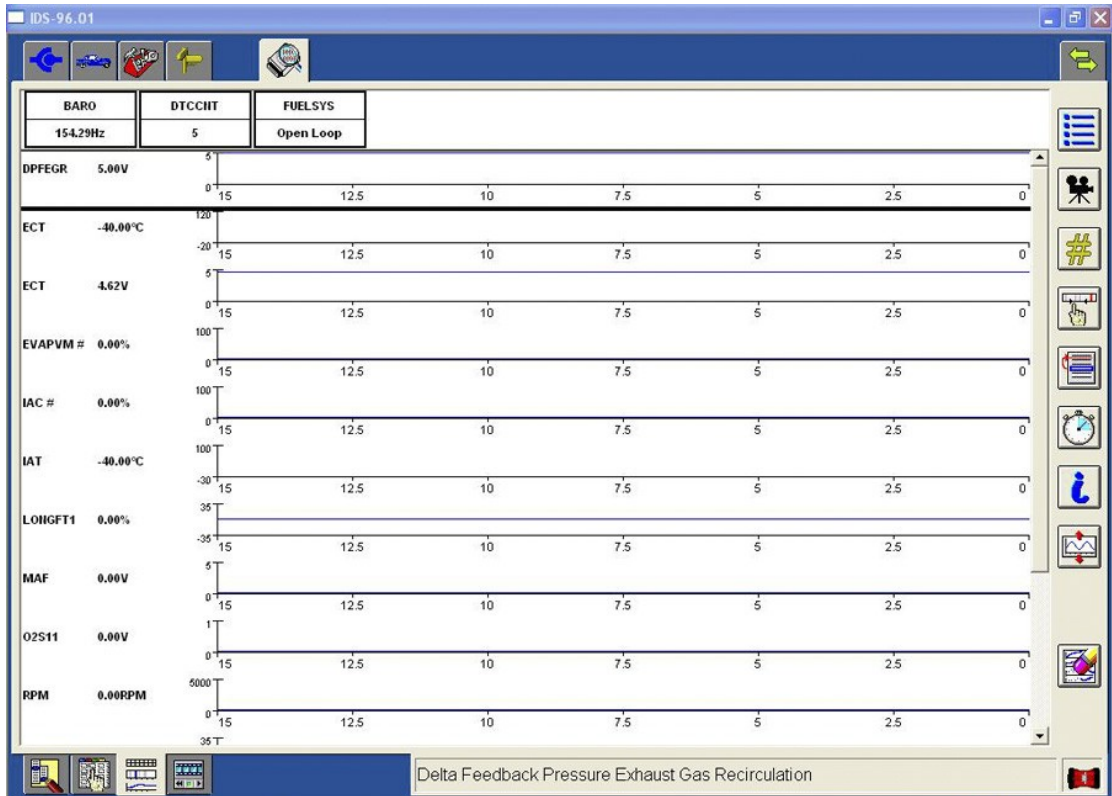 IDS-96.01
BARO DTCCNT FUELSYS
154.29Hz 5 Open Loop
DPFEGR 5.00V 5
0
15 12.5 10 7.5 5 2.5 0
ECT -40.00°C 120
-20
15 12.5 10 7.5 5 2.5 0
ECT 4.62V 5
0
15 12.5 10 7.5 5 2.5 0
EVAPVM # 0.00% 100
0
15 12.5 10 7.5 5 2.5 0
IAC # 0.00% 100
0
15 12.5 10 7.5 5 2.5 0
IAT -40.00°C 100
-30
15 12.5 10 7.5 5 2.5 0
LONGFT1 0.00% 35
-35
15 12.5 10 7.5 5 2.5 0
MAF 0.00V 5
0
15 12.5 10 7.5 5 2.5 0
O2S11 0.00V 1
0
15 12.5 10 7.5 5 2.5 0
RPM 0.00RPM 5000
0
15 12.5 10 7.5 5 2.5 0
35
Delta Feedback Pressure Exhaust Gas Recirculation